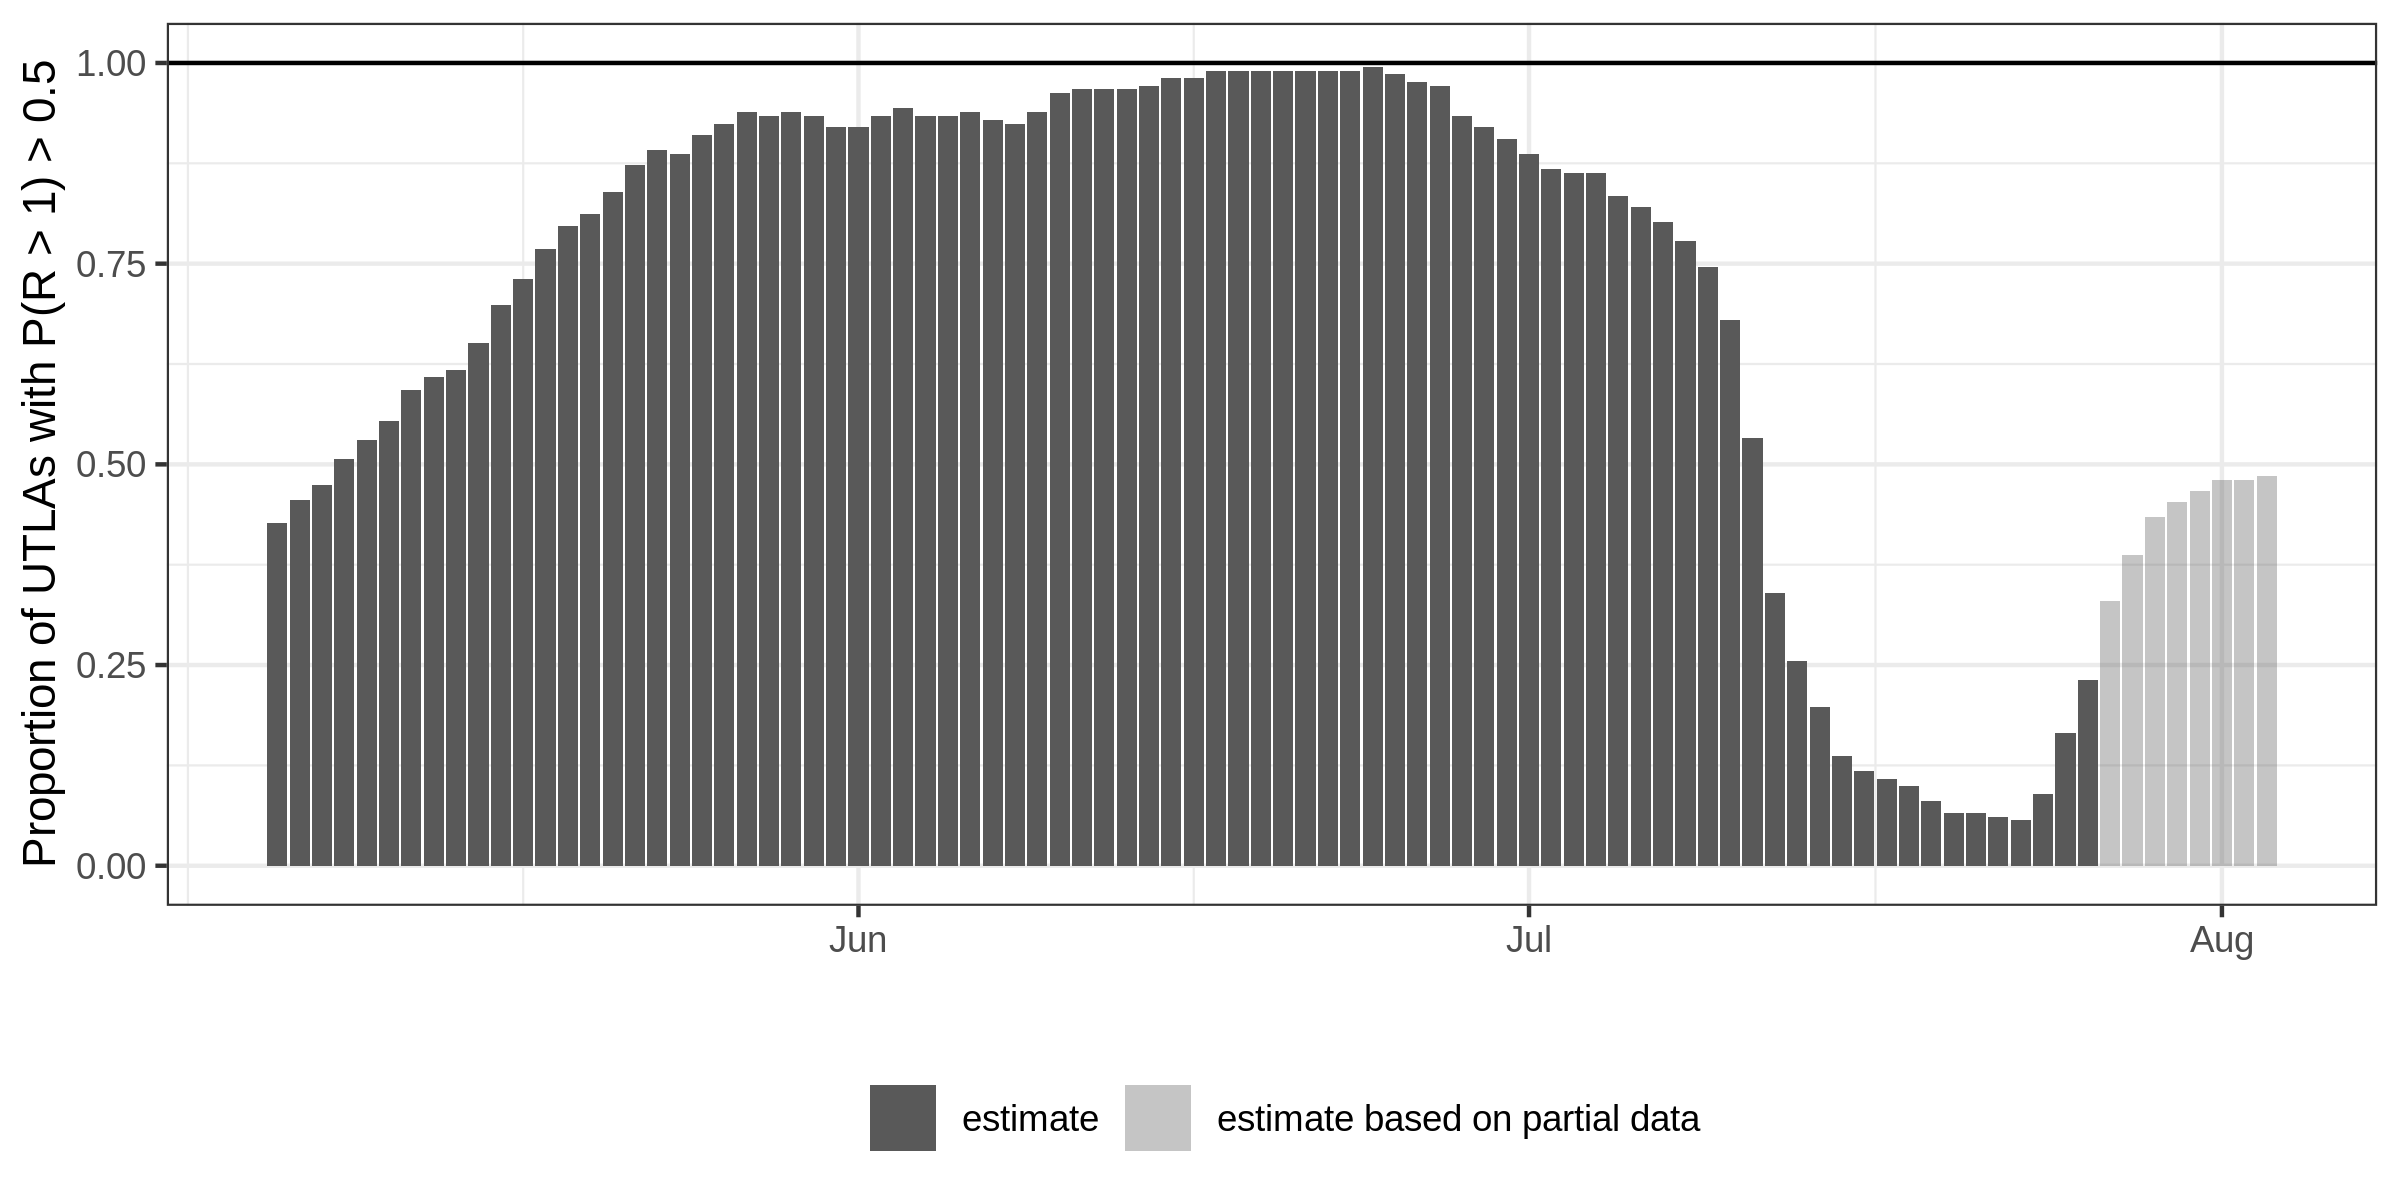 Proportion of UTLAs with P(R > 1) > 0.5
1.00
0.75
0.50
0.25
0.00
Jun Jul Aug
estimate estimate based on partial data